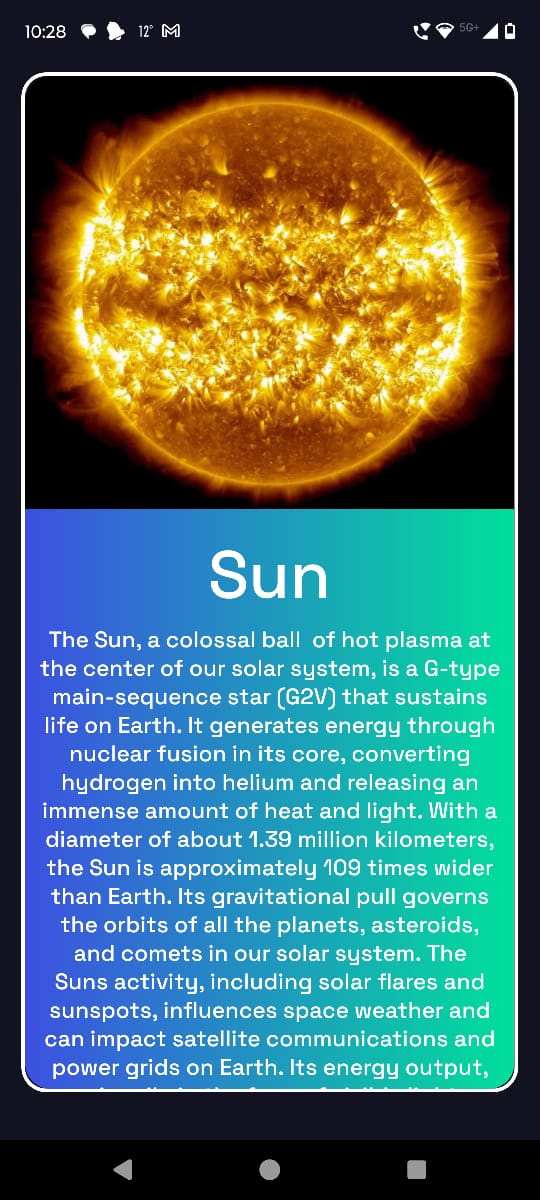 10:28
12°
5G+
Sun
The Sun, a colossal ball  of hot plasma at
the center of our solar system, is a G-type
main-sequence star (G2V) that sustains
life on Earth. It generates energy through
nuclear fusion in its core, converting
hydrogen into helium and releasing an
immense amount of heat and light. With a
diameter of about 1.39 million kilometers,
the Sun is approximately 109 times wider
than Earth. Its gravitational pull governs
the orbits of all the planets, asteroids,
and comets in our solar system. The
Suns activity, including solar flares and
sunspots, influences space weather and
can impact satellite communications and
power grids on Earth. Its energy output,